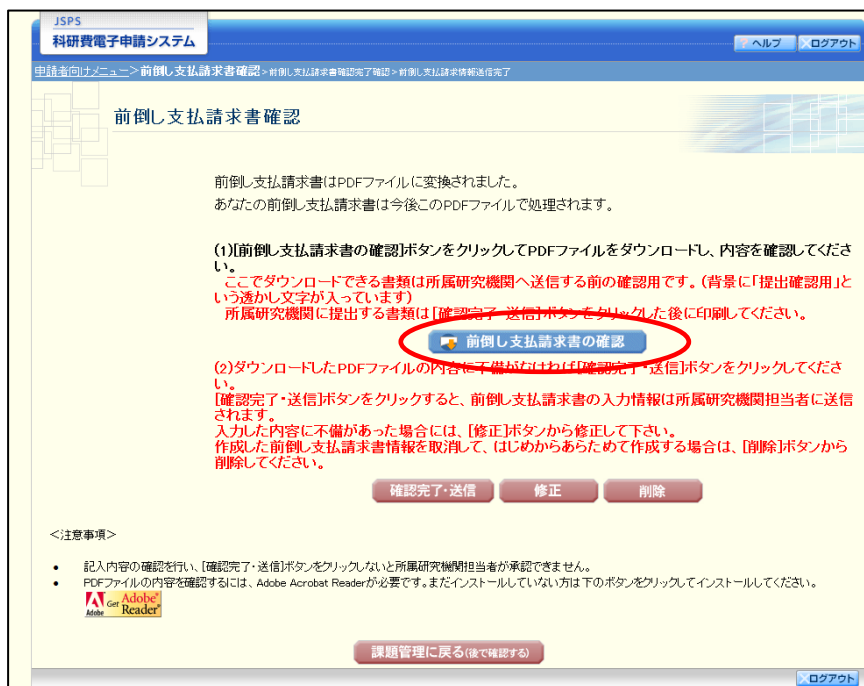 JSPS
科研費電子申請システム
? ヘルプ
×ログアウト
申請者向けメニュー>前倒し支払請求書確認>前倒し支払請求書確認完了確認>前倒し支払請求情報送信完了
前倒し支払請求書確認
前倒し支払請求書はPDFファイルに変換されました。
あなたの前倒し支払請求書は今後このPDFファイルで処理されます。
(1)[前倒し支払請求書の確認]ボタンをクリックしてPDFファイルをダウンロードし、内容を確認してくださ
い。
ここでダウンロードできる書類は所属研究機関へ送信する前の確認用です。(背景に「提出確認用」と
いう透かし文字が入っています)
所属研究機関に提出する書類は[確認完了・送信]ボタンをクリックした後に印刷してください。
前倒し支払請求書の確認
(2)ダウンロードしたPDFファイルの内容に不備がなければ[確認完了・送信]ボタンをクリックしてくださ
い。
[確認完了・送信]ボタンをクリックすると、前倒し支払請求書の入力情報は所属研究機関担当者に送信
されます。
入力した内容に不備があった場合には、[修正]ボタンから修正して下さい。
作成した前倒し支払請求書情報を取消して、はじめからあらためて作成する場合は、[削除]ボタンから
削除してください。
確認完了・送信
修正
削除
<注意事項>
• 記入内容の確認を行い、[確認完了・送信]ボタンをクリックしないと所属研究機関担当者が承認できません。
• PDFファイルの内容を確認するには、Adobe Acrobat Readerが必要です。まだインストールしていない方は下のボタンをクリックしてインストールしてください。
Adobe Get Adobe® Reader®
課題管理に戻る(後で確認する)
×ログアウト